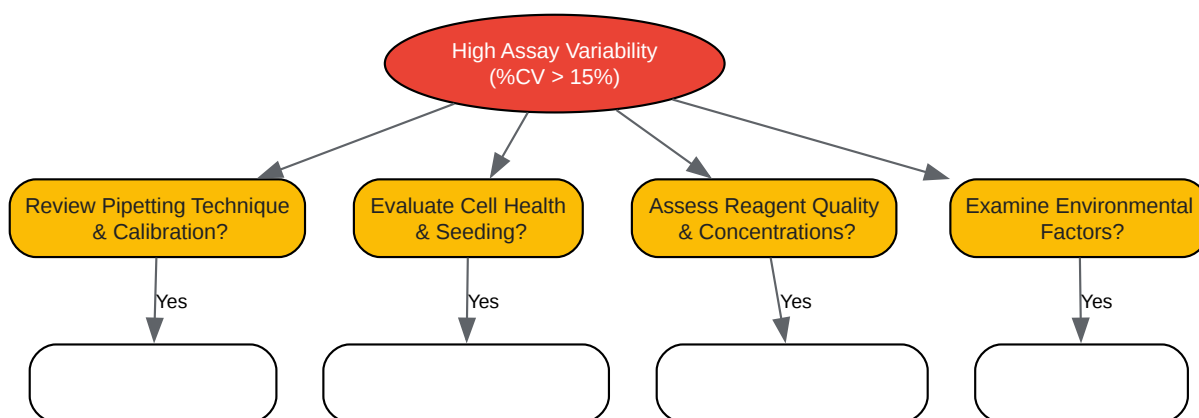 High Assay Variability
(%CV > 15%)
Review Pipetting Technique
& Calibration?
Evaluate Cell Health
& Seeding?
Assess Reagent Quality
& Concentrations?
Examine Environmental
Factors?
Yes
Yes
Yes
Yes